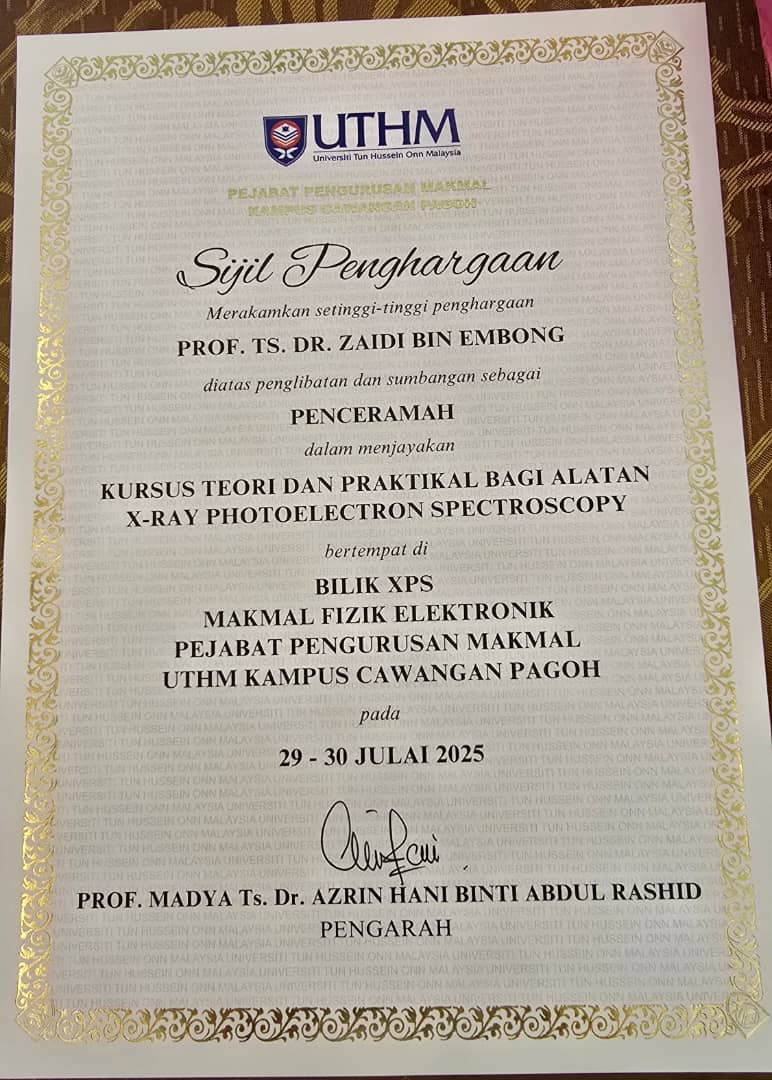 UTHM
Universiti Tun Hussein Onn Malaysia
PEJABAT PENGURUSAN MAKMAL
KAMPUS CAWANGAN PAGOH
Sijil Penghargaan
Merakamkan setinggi-tinggi penghargaan
PROF. TS. DR. ZAIDI BIN EMBONG
diatas penglibatan dan sumbangan sebagai
PENCERAMAH
dalam menjayakan
KURSUS TEORI DAN PRAKTIKAL BAGI ALATAN
X-RAY PHOTOELECTRON SPECTROSCOPY
bertempat di
BILIK XPS
MAKMAL FIZIK ELEKTRONIK
PEJABAT PENGURUSAN MAKMAL
UTHM KAMPUS CAWANGAN PAGOH
pada
29 - 30 JULAI 2025
PROF. MADYA Ts. Dr. AZRIN HANI BINTI ABDUL RASHID
PENGARAH